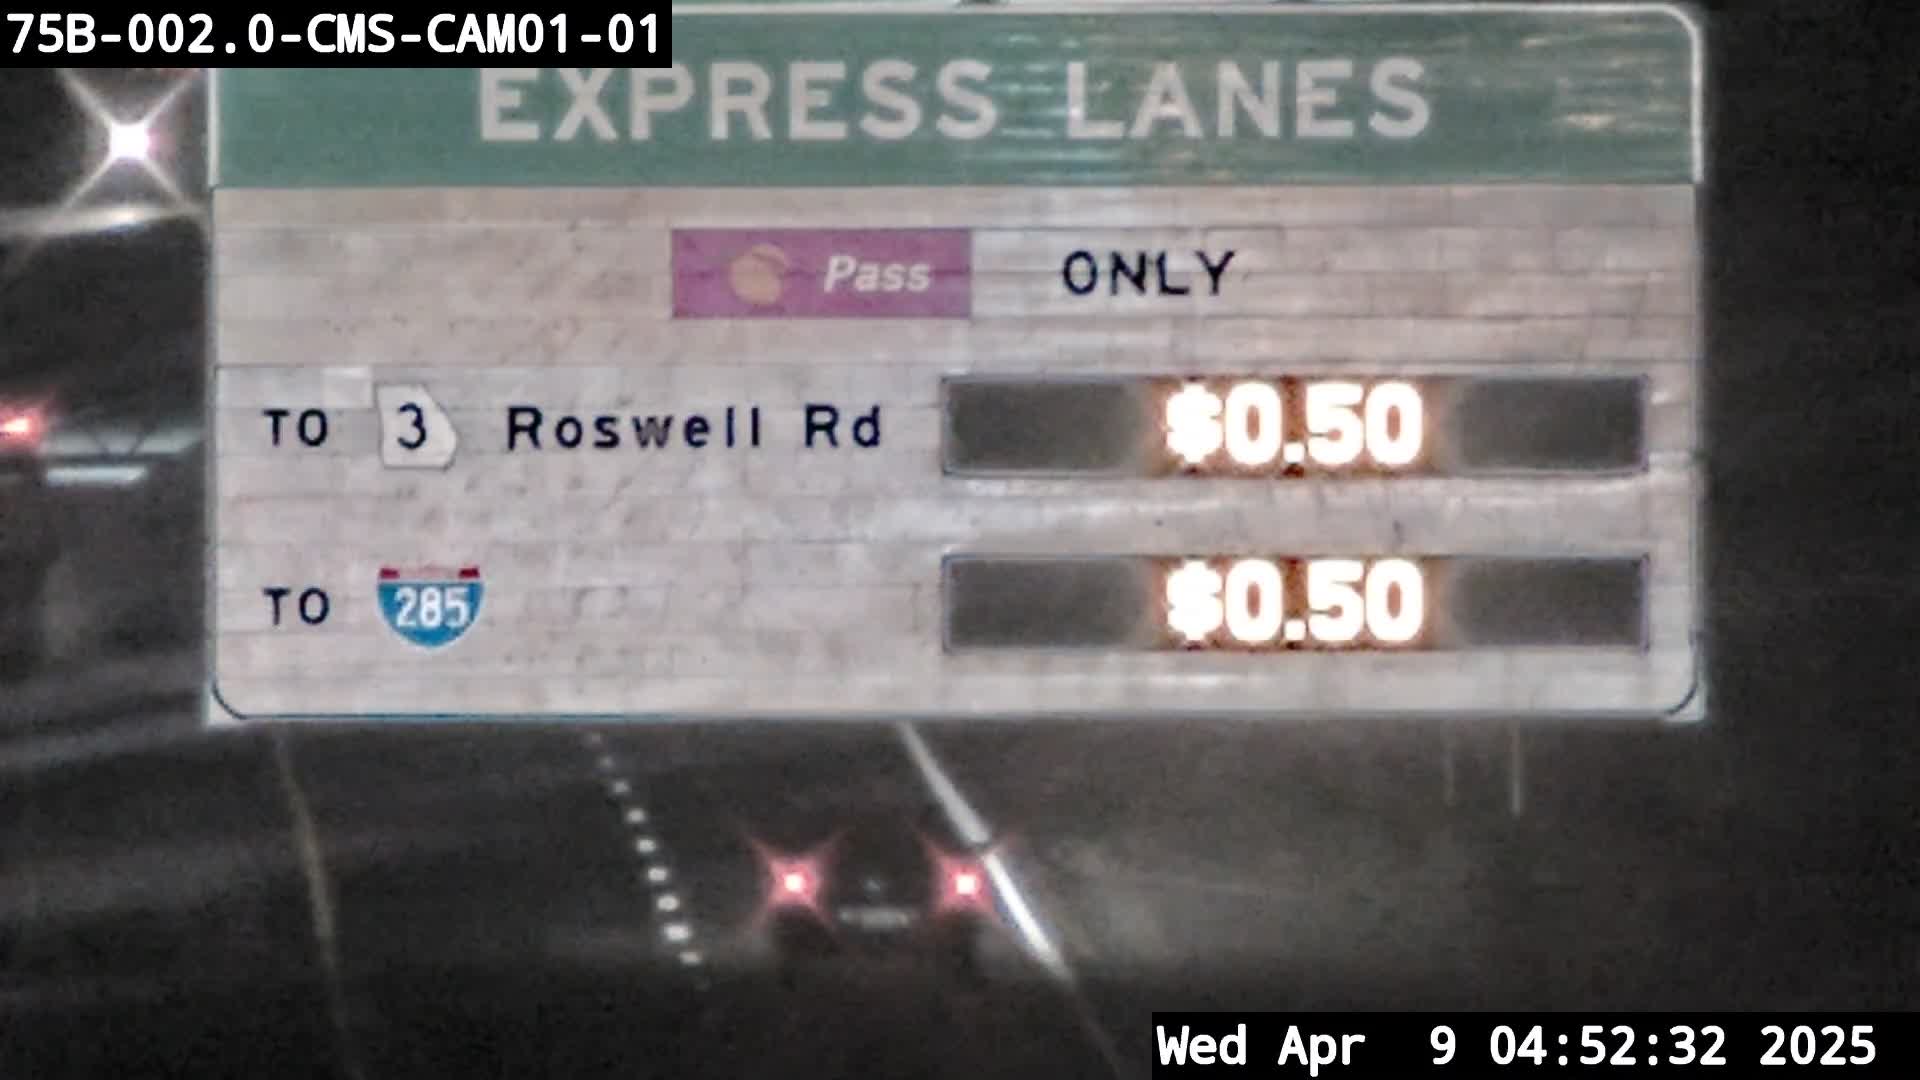 75B-002.0-CMS-CAM01-01
EXPRESS LANES
Pass ONLY
TO 3 Roswell Rd $0.50
TO 285 $0.50
Wed Apr 9 04:52:32 2025